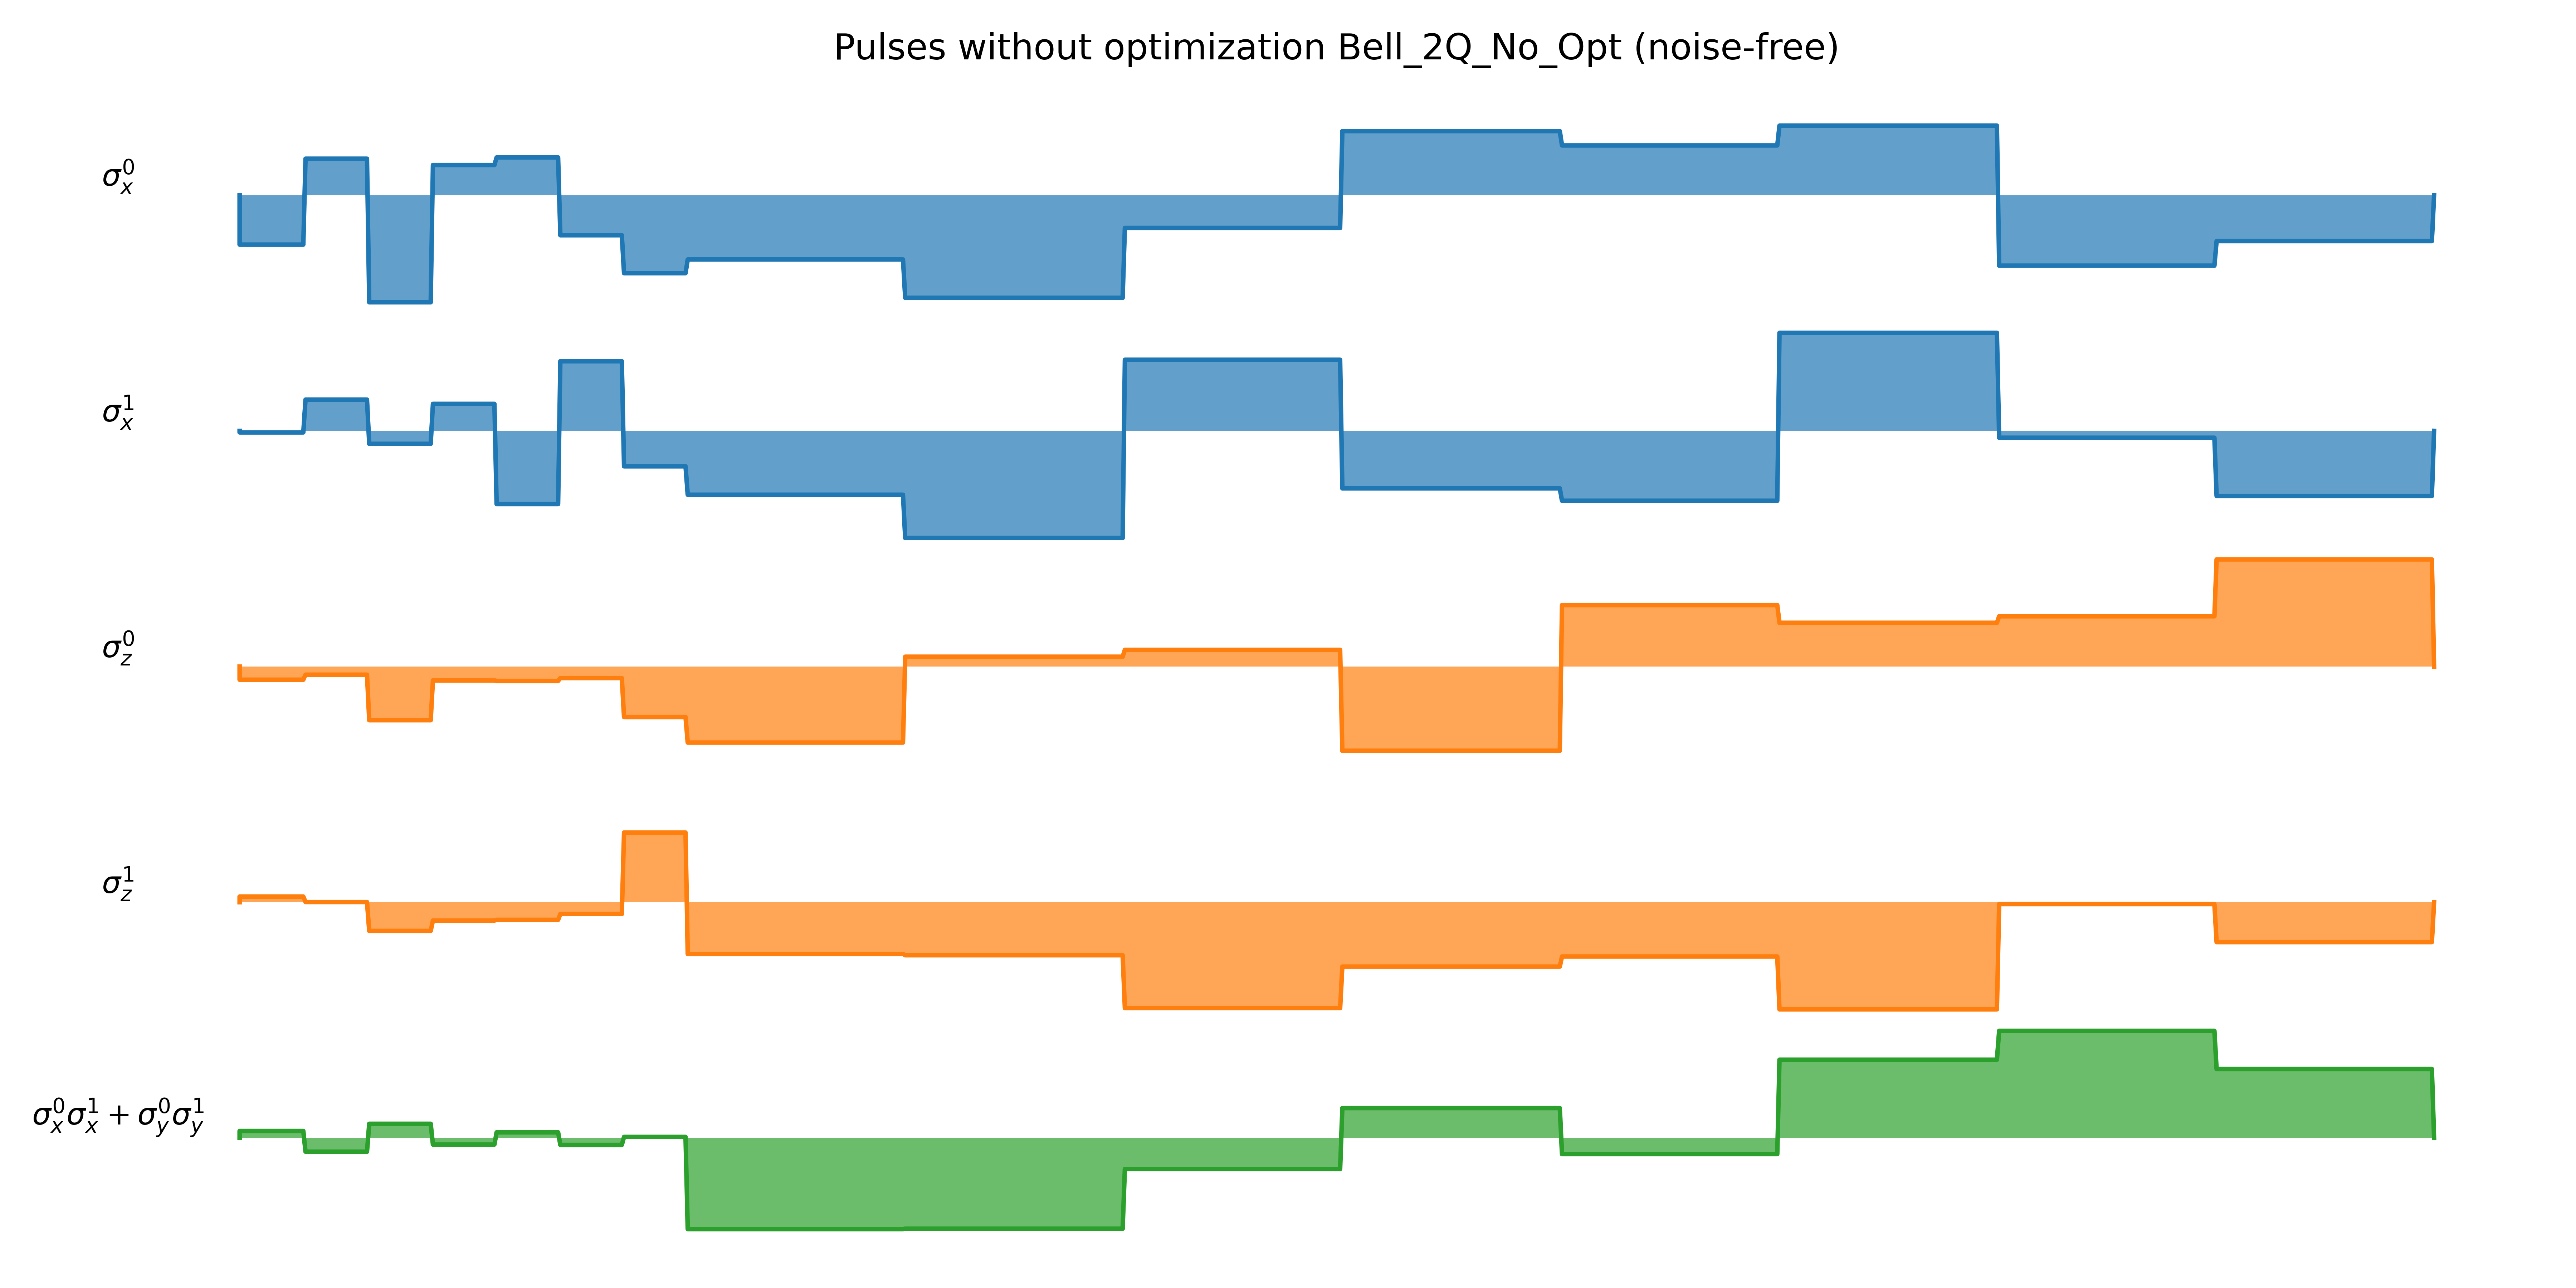 Pulses without optimization Bell_2Q_No_Opt (noise-free)
σ_x^0
σ_x^1
σ_z^0
σ_z^1
σ_x^0σ_x^1 + σ_y^0σ_y^1